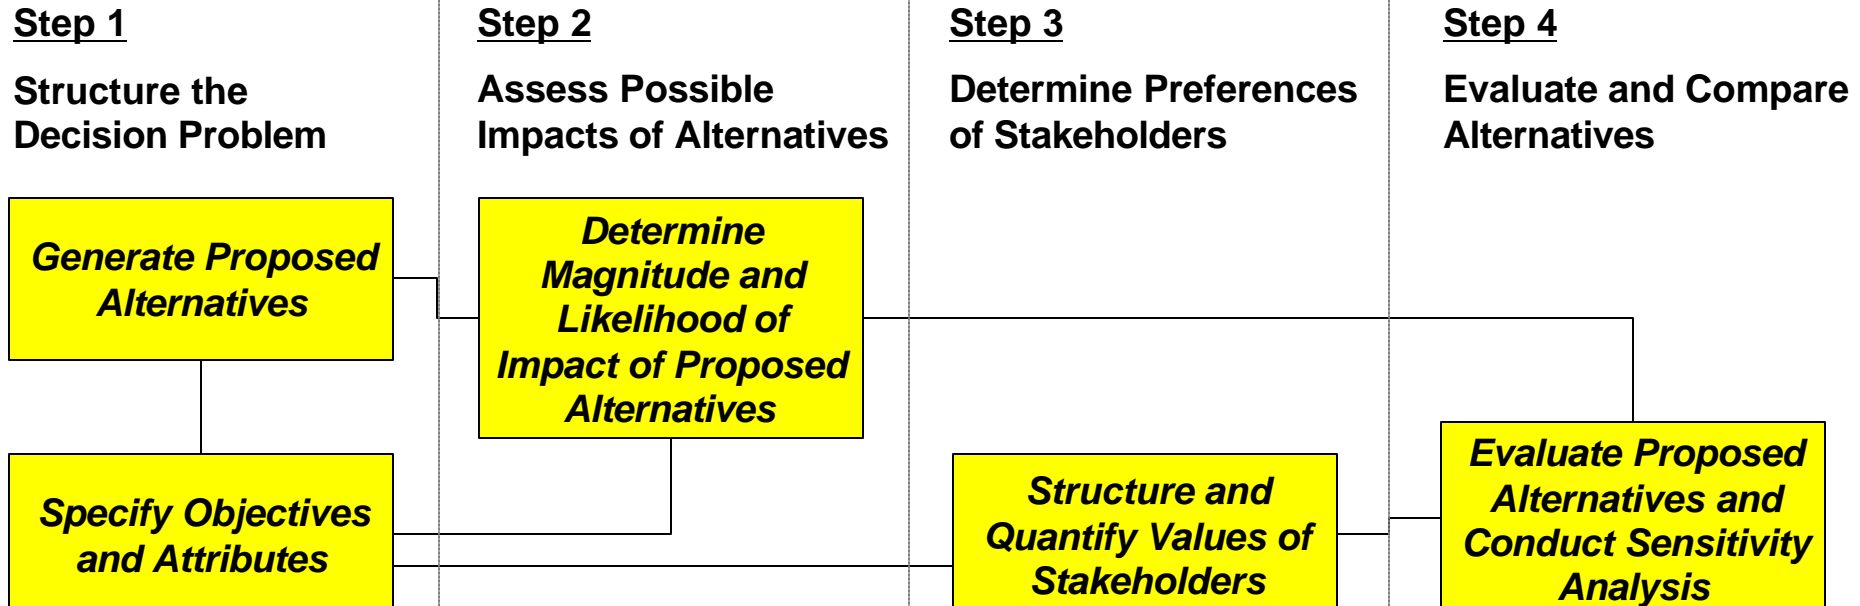 Step 1
Structure the
Decision Problem
Step 2
Assess Possible
Impacts of Alternatives
Step 3
Determine Preferences
of Stakeholders
Step 4
Evaluate and Compare
Alternatives
Generate Proposed
Alternatives
Specify Objectives
and Attributes
Determine
Magnitude and
Likelihood of
Impact of Proposed
Alternatives
Structure and
Quantify Values of
Stakeholders
Evaluate Proposed
Alternatives and
Conduct Sensitivity
Analysis